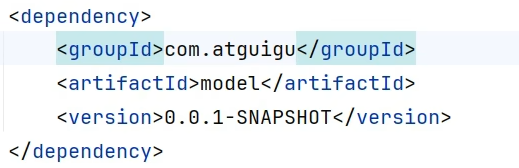 <dependency>
    <groupId>com.atguigu</groupId>
    <artifactId>model</artifactId>
    <version>0.0.1-SNAPSHOT</version>
</dependency>